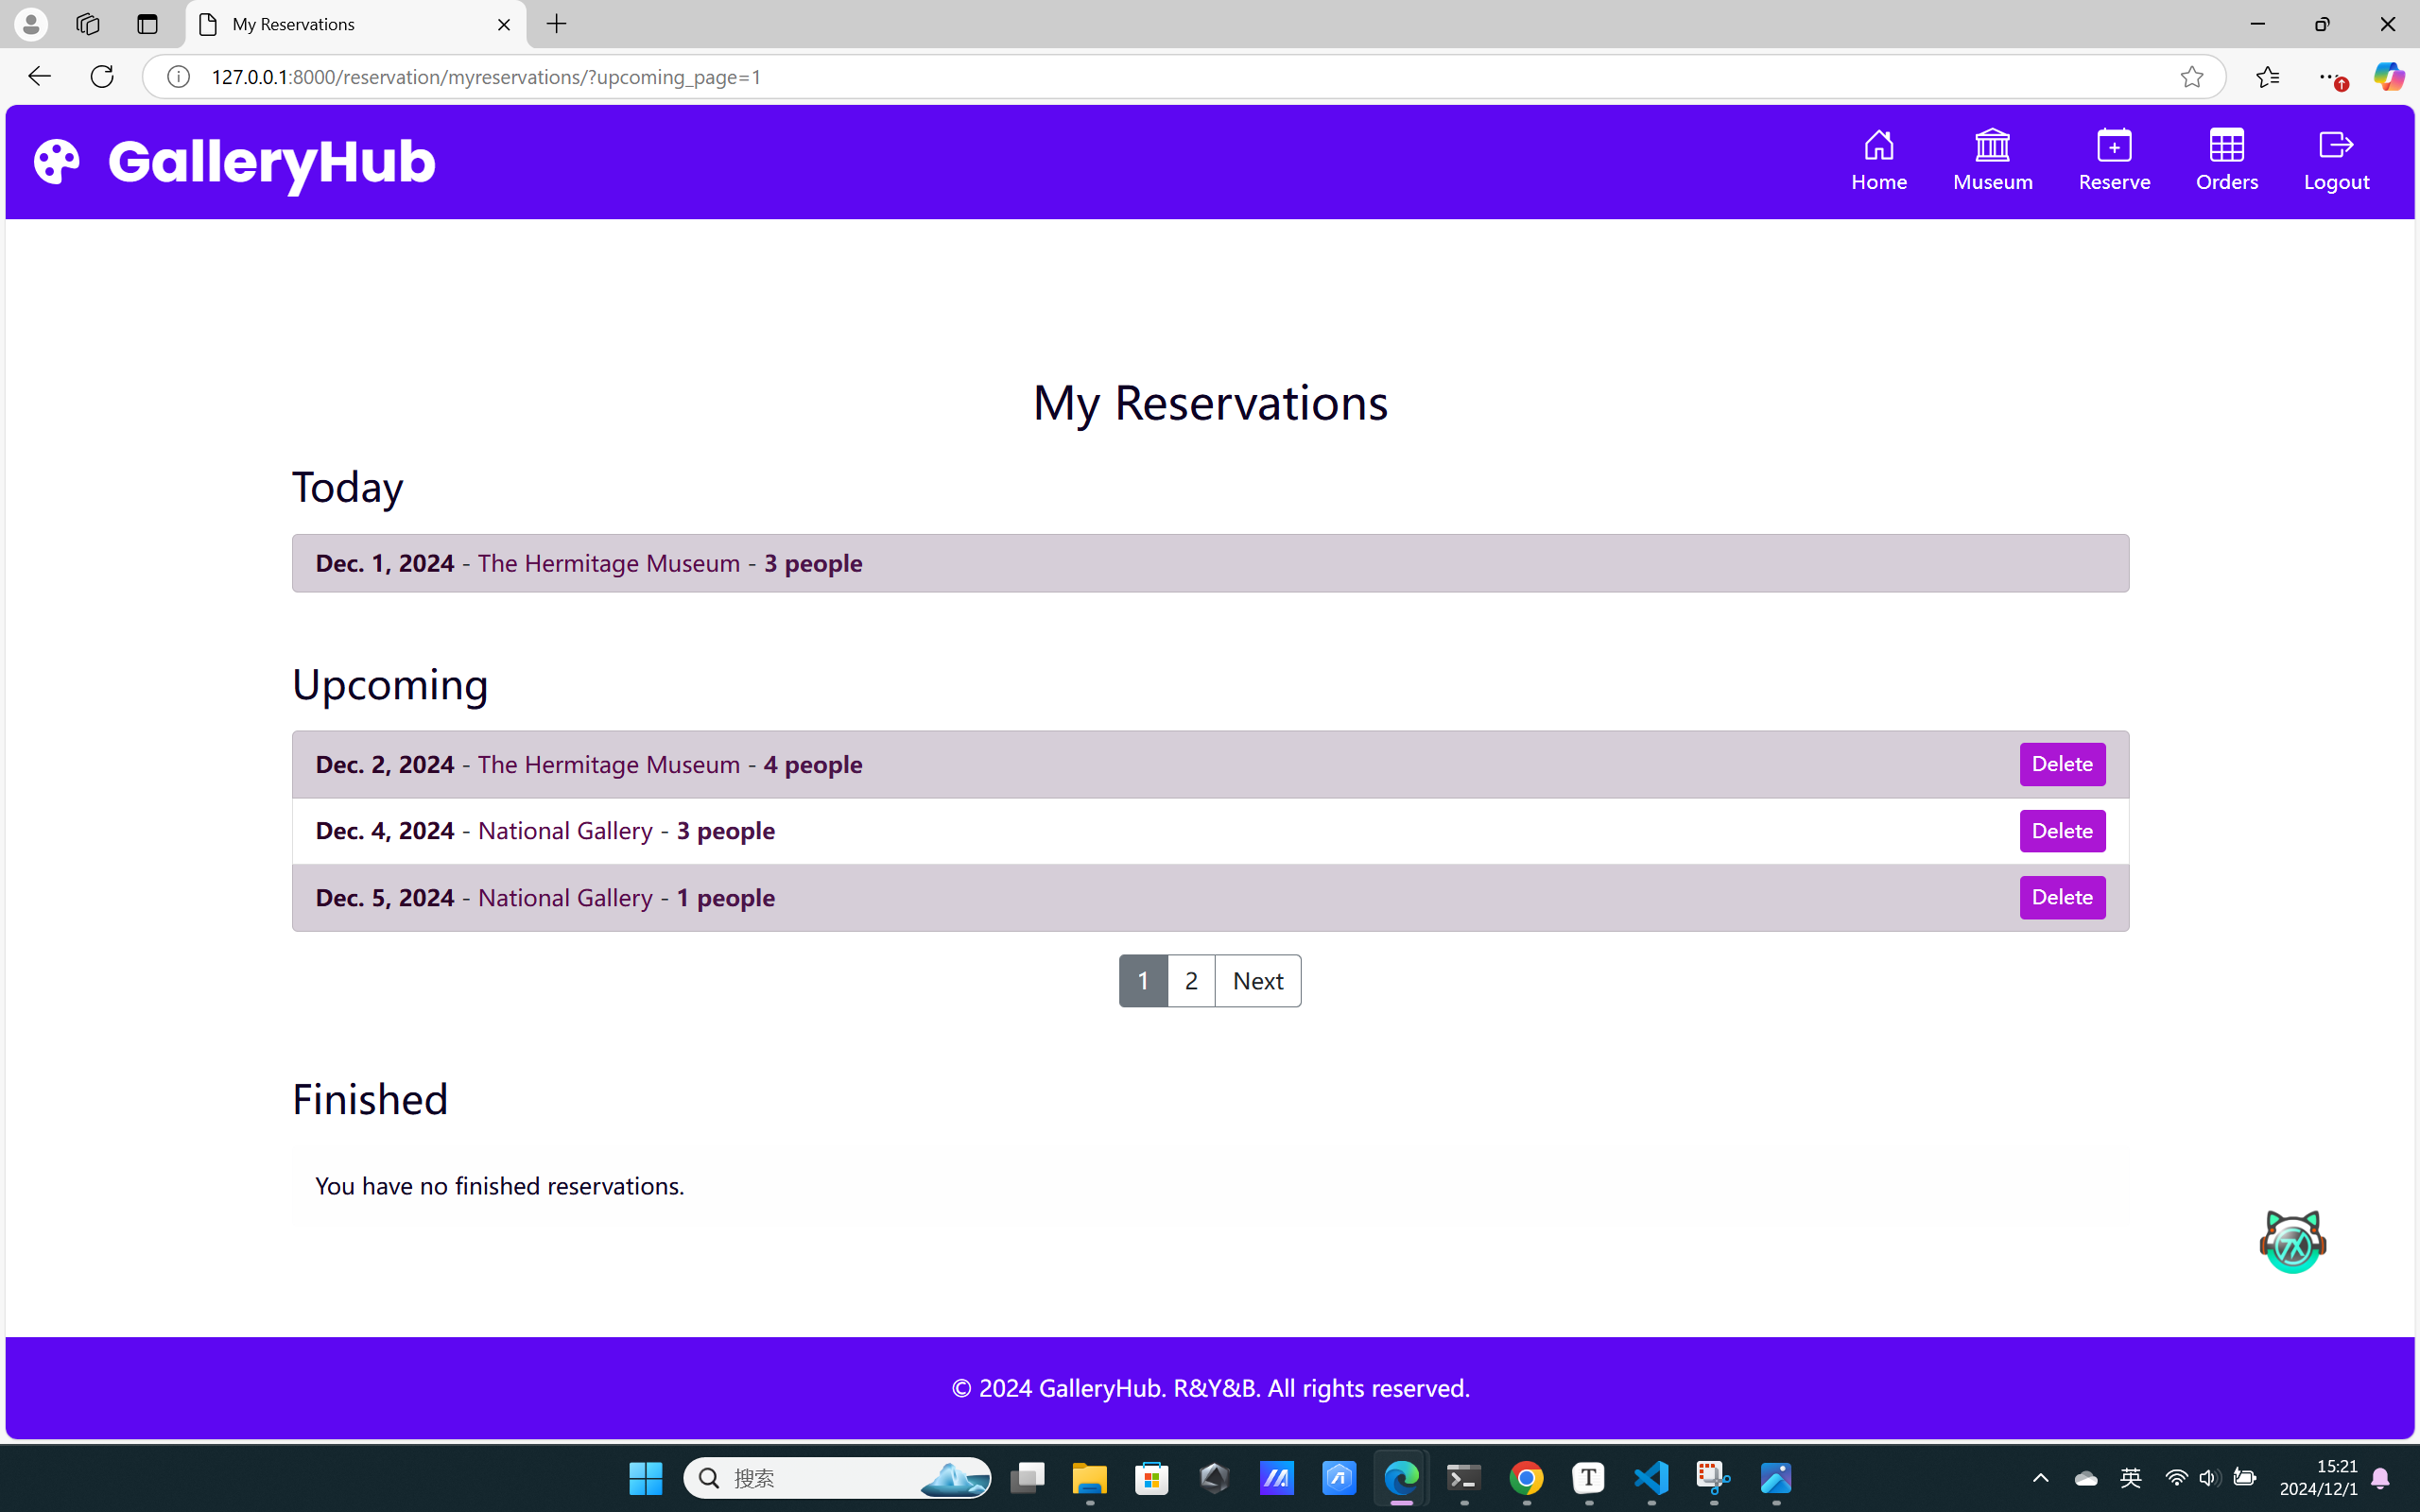 My Reservations
127.0.0.1:8000/reservation/myreservations/?upcoming_page=1
GalleryHub
Home Museum Reserve Orders Logout
My Reservations
Today
Dec. 1, 2024 - The Hermitage Museum - 3 people
Upcoming
Dec. 2, 2024 - The Hermitage Museum - 4 people Delete
Dec. 4, 2024 - National Gallery - 3 people Delete
Dec. 5, 2024 - National Gallery - 1 people Delete
1 2 Next
Finished
You have no finished reservations.
© 2024 GalleryHub. R&Y&B. All rights reserved.
搜索
T
英
15:21
2024/12/1